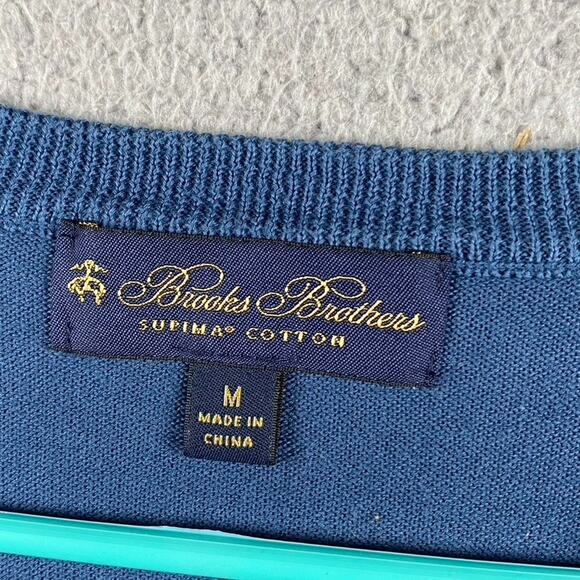 Brooks Brothers
SUPIMA® COTTON
M
MADE IN
CHINA